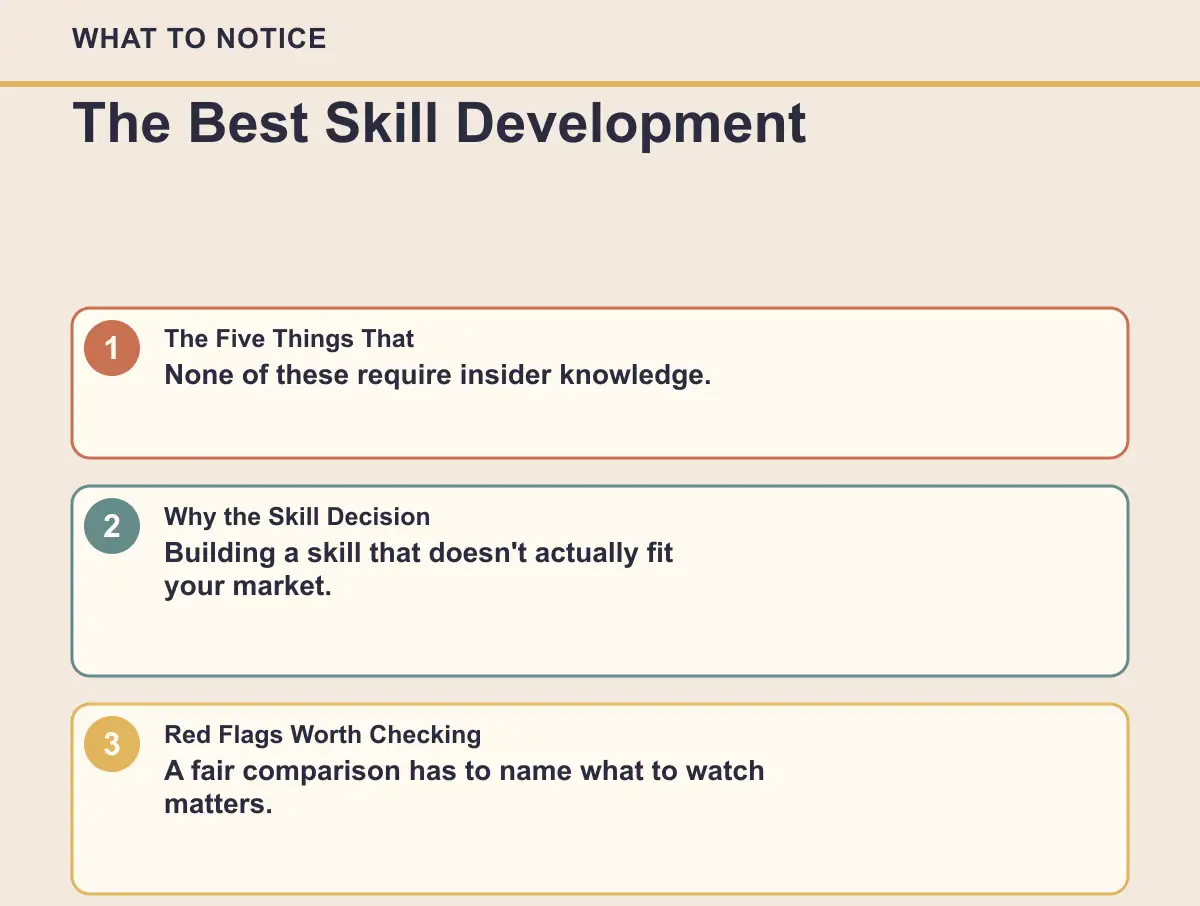 WHAT TO NOTICE
The Best Skill Development
1
The Five Things That
None of these require insider knowledge.
2
Why the Skill Decision
Building a skill that doesn't actually fit
your market.
3
Red Flags Worth Checking
A fair comparison has to name what to watch
matters.